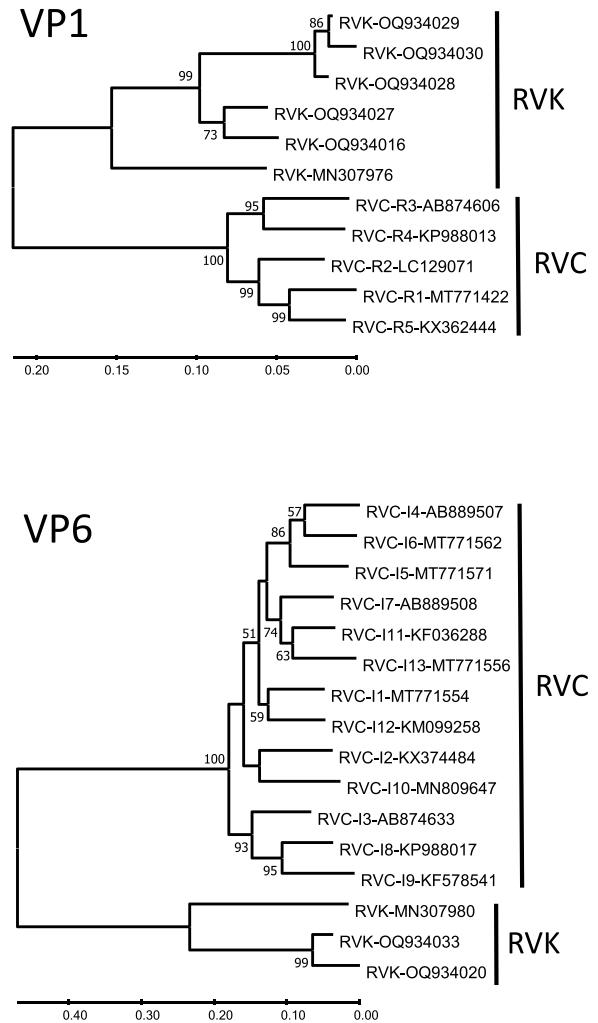 VP1
86
RVK-OQ934029
100
RVK-OQ934030
RVK-OQ934028
99
RVK
RVK-OQ934027
73
RVK-OQ934016
RVK-MN307976
95
RVC-R3-AB874606
RVC-R4-KP988013
100
RVC-R2-LC129071
RVC
99
RVC-R1-MT771422
99
RVC-R5-KX362444
0.20 0.15 0.10 0.05 0.00
VP6
57
RVC-I4-AB889507
86
RVC-I6-MT771562
RVC-I5-MT771571
RVC-I7-AB889508
51
74
RVC-I11-KF036288
63
RVC-I13-MT771556
RVC
RVC-I1-MT771554
59
RVC-I12-KM099258
100
RVC-I2-KX374484
RVC-I10-MN809647
RVC-I3-AB874633
93
RVC-I8-KP988017
95
RVC-I9-KF578541
RVK-MN307980
RVK-OQ934033
RVK
99
RVK-OQ934020
0.40 0.30 0.20 0.10 0.00